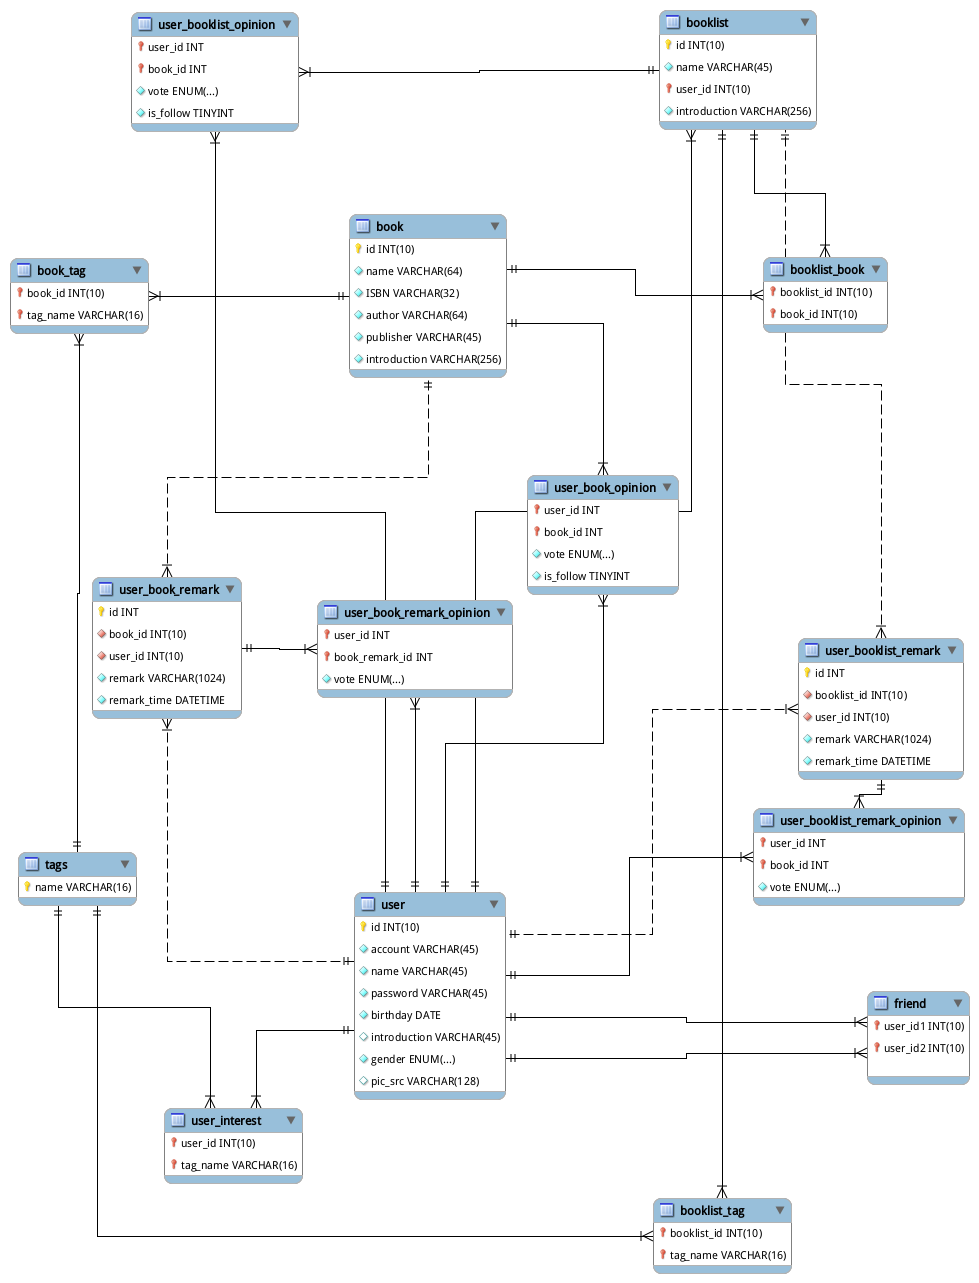 user_booklist_opinion
user_id INT
book_id INT
vote ENUM(...)
is_follow TINYINT
booklist
id INT(10)
name VARCHAR(45)
user_id INT(10)
introduction VARCHAR(256)
book
id INT(10)
name VARCHAR(64)
ISBN VARCHAR(32)
author VARCHAR(64)
publisher VARCHAR(45)
introduction VARCHAR(256)
book_tag
book_id INT(10)
tag_name VARCHAR(16)
booklist_book
booklist_id INT(10)
book_id INT(10)
user_book_opinion
user_id INT
book_id INT
vote ENUM(...)
is_follow TINYINT
user_book_remark
id INT
book_id INT(10)
user_id INT(10)
remark VARCHAR(1024)
remark_time DATETIME
user_book_remark_opinion
user_id INT
book_remark_id INT
vote ENUM(...)
user_booklist_remark
id INT
booklist_id INT(10)
user_id INT(10)
remark VARCHAR(1024)
remark_time DATETIME
user_booklist_remark_opinion
user_id INT
book_id INT
vote ENUM(...)
tags
name VARCHAR(16)
user
id INT(10)
account VARCHAR(45)
name VARCHAR(45)
password VARCHAR(45)
birthday DATE
introduction VARCHAR(45)
gender ENUM(...)
pic_src VARCHAR(128)
friend
user_id1 INT(10)
user_id2 INT(10)
user_interest
user_id INT(10)
tag_name VARCHAR(16)
booklist_tag
booklist_id INT(10)
tag_name VARCHAR(16)